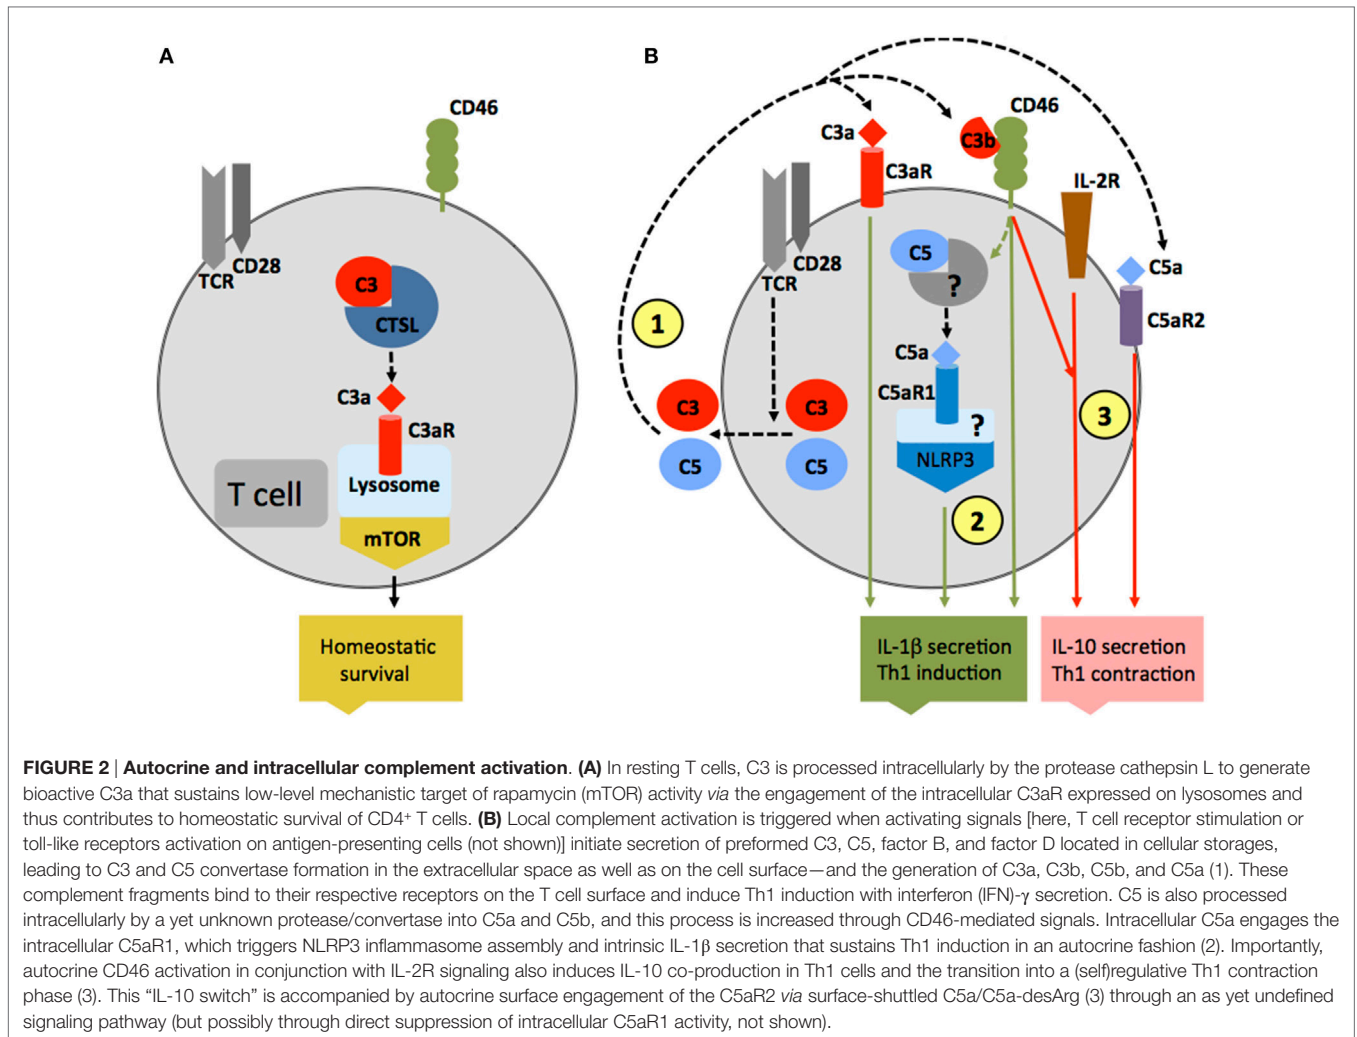 A
CD46
TCR
CD28
C3
CTSL
C3a
C3aR
Lysosome
T cell
mTOR
Homeostatic
survival
B
C3a
C3aR
C3b
CD46
IL-2R
TCR
CD28
C5
?
C5a
C5aR2
1
C5a
C5aR1
?
NLRP3
C3
C5
C3
C5
3
2
IL-1β secretion
Th1 induction
IL-10 secretion
Th1 contraction
FIGURE 2 | Autocrine and intracellular complement activation. (A) In resting T cells, C3 is processed intracellularly by the protease cathepsin L to generate
bioactive C3a that sustains low-level mechanistic target of rapamycin (mTOR) activity via the engagement of the intracellular C3aR expressed on lysosomes and
thus contributes to homeostatic survival of CD4⁺ T cells. (B) Local complement activation is triggered when activating signals [here, T cell receptor stimulation or
toll-like receptors activation on antigen-presenting cells (not shown)] initiate secretion of preformed C3, C5, factor B, and factor D located in cellular storages,
leading to C3 and C5 convertase formation in the extracellular space as well as on the cell surface—and the generation of C3a, C3b, C5b, and C5a (1). These
complement fragments bind to their respective receptors on the T cell surface and induce Th1 induction with interferon (IFN)-γ secretion. C5 is also processed
intracellularly by a yet unknown protease/convertase into C5a and C5b, and this process is increased through CD46-mediated signals. Intracellular C5a engages the
intracellular C5aR1, which triggers NLRP3 inflammasome assembly and intrinsic IL-1β secretion that sustains Th1 induction in an autocrine fashion (2). Importantly,
autocrine CD46 activation in conjunction with IL-2R signaling also induces IL-10 co-production in Th1 cells and the transition into a (self)regulative Th1 contraction
phase (3). This “IL-10 switch” is accompanied by autocrine surface engagement of the C5aR2 via surface-shuttled C5a/C5a-desArg (3) through an as yet undefined
signaling pathway (but possibly through direct suppression of intracellular C5aR1 activity, not shown).